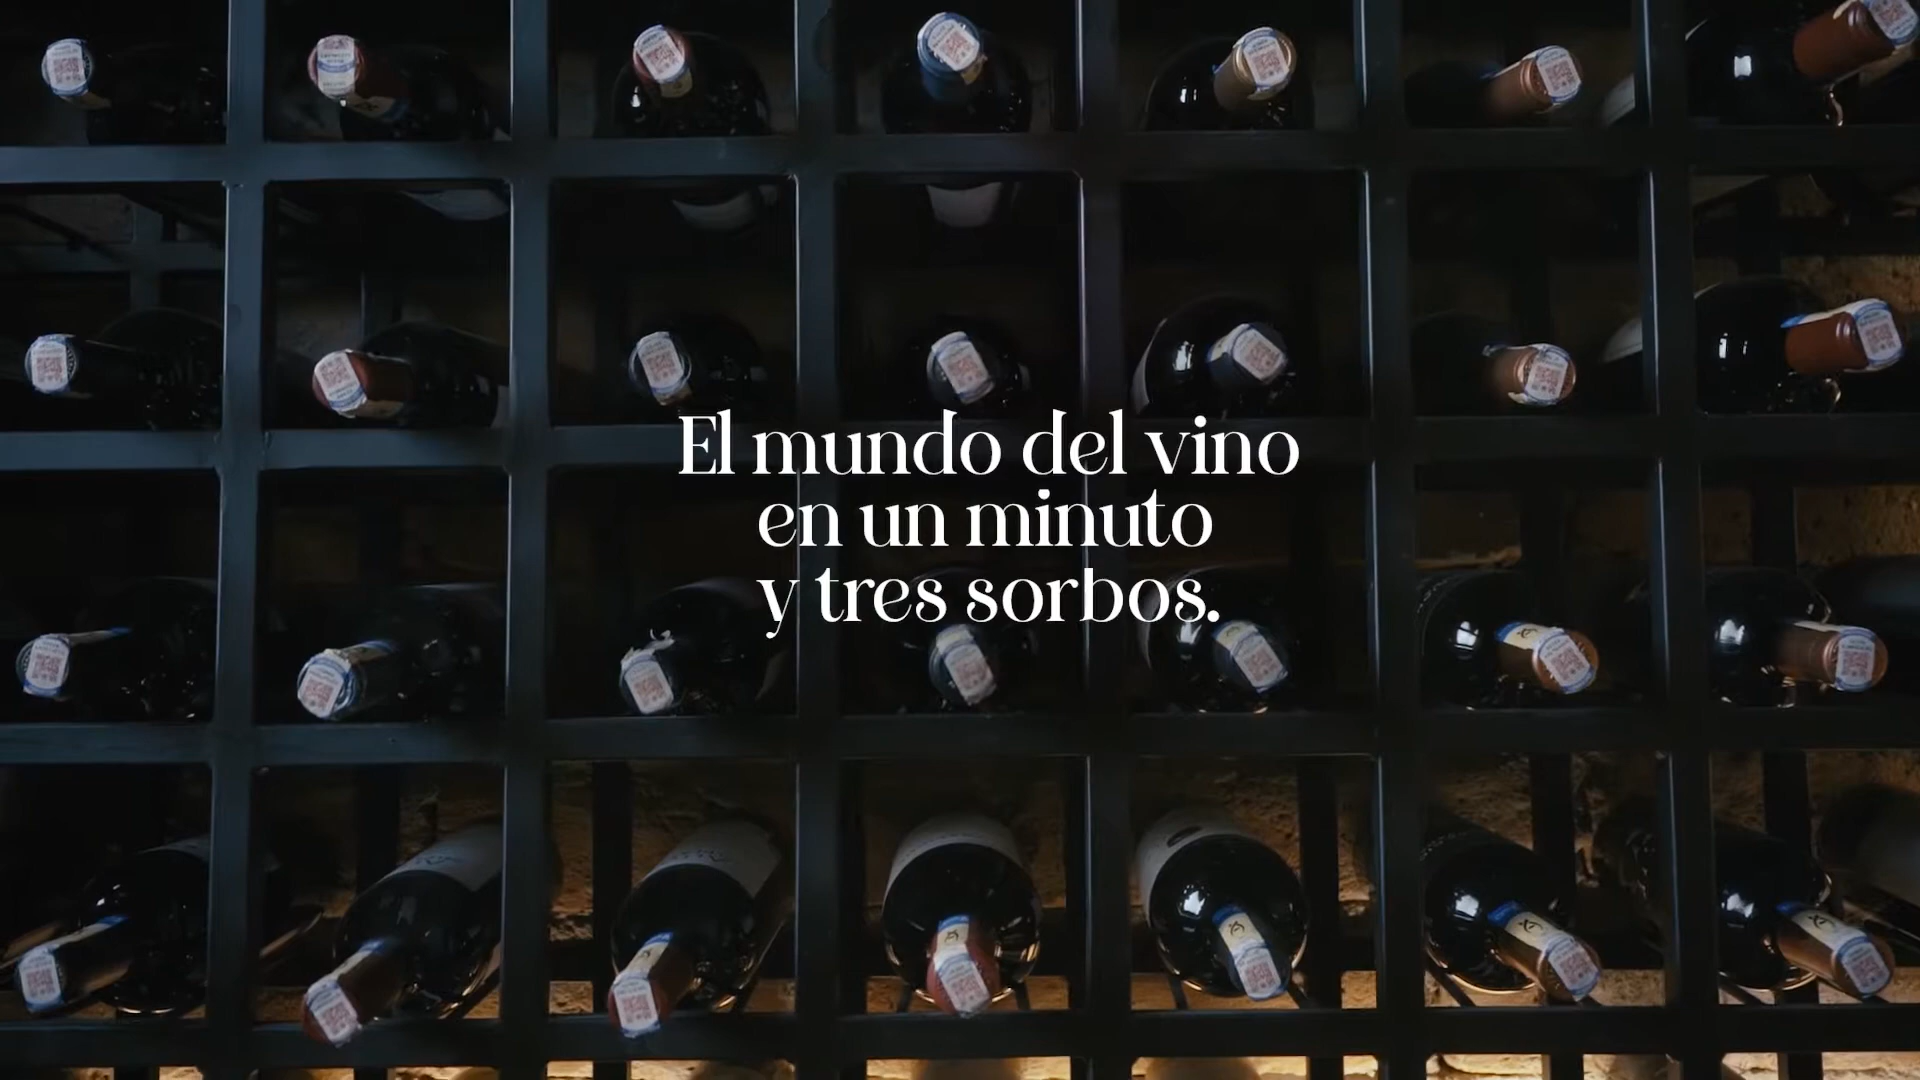 El mundo del vino
en un minuto
y tres sorbos.